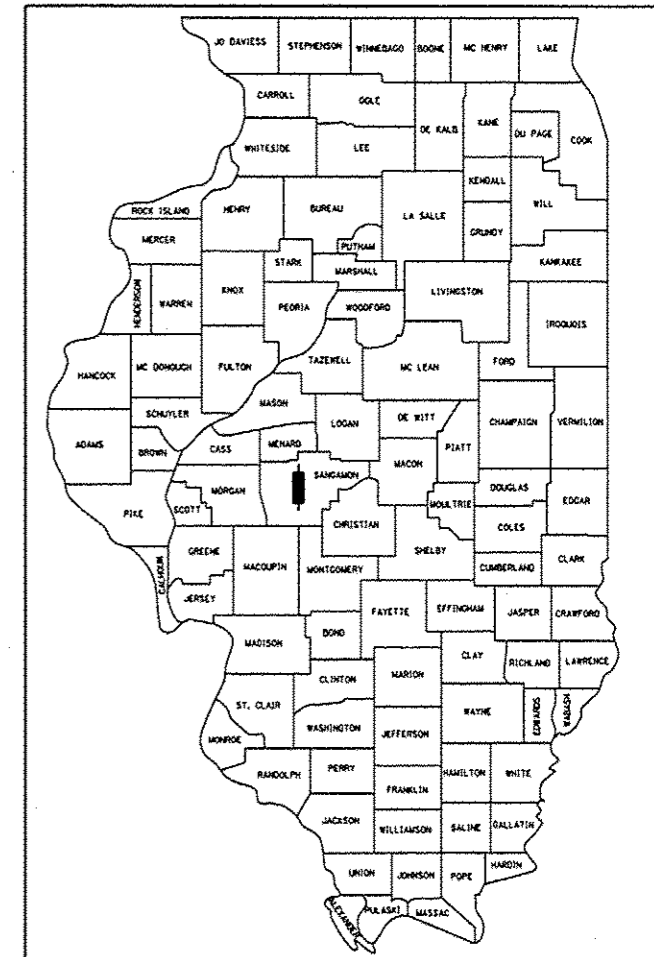 JO DAVIESS
STEPHENSON
WINNEBAGO
BOONE
MC HENRY
LAKE
CARROLL
OGLE
DE KALB
KANE
DU PAGE
COOK
WHITESIDE
LEE
KENDALL
WILL
ROCK ISLAND
HENRY
BUREAU
LA SALLE
GRUNDY
MERCER
PUTNAM
KANKAKEE
STARK
MARSHALL
HENDERSON
WARREN
KNOX
PEORIA
WOODFORD
LIVINGSTON
IROQUOIS
HANCOCK
MC DONOUGH
FULTON
TAZEWELL
MC LEAN
FORD
MASON
SCHUYLER
LOGAN
DE WITT
CHAMPAIGN
VERMILION
ADAMS
BROWN
CASS
MENARD
PIATT
MACON
MORGAN
SANGAMON
DOUGLAS
EDGAR
PIKE
SCOTT
CHRISTIAN
MOULTRIE
COLES
GREENE
MACOUPIN
MONTGOMERY
SHELBY
CUMBERLAND
CLARK
CALHOUN
JERSEY
FAYETTE
EFFINGHAM
JASPER
CRAWFORD
MADISON
BOND
CLAY
RICHLAND
LAWRENCE
CLINTON
MARION
ST. CLAIR
WAYNE
EDWARDS
WABASH
WASHINGTON
JEFFERSON
MONROE
RANDOLPH
PERRY
HAMILTON
WHITE
FRANKLIN
JACKSON
WILLIAMSON
SALINE
GALLATIN
UNION
JOHNSON
POPE
HARDIN
ALEXANDER
PULASKI
MASSAC